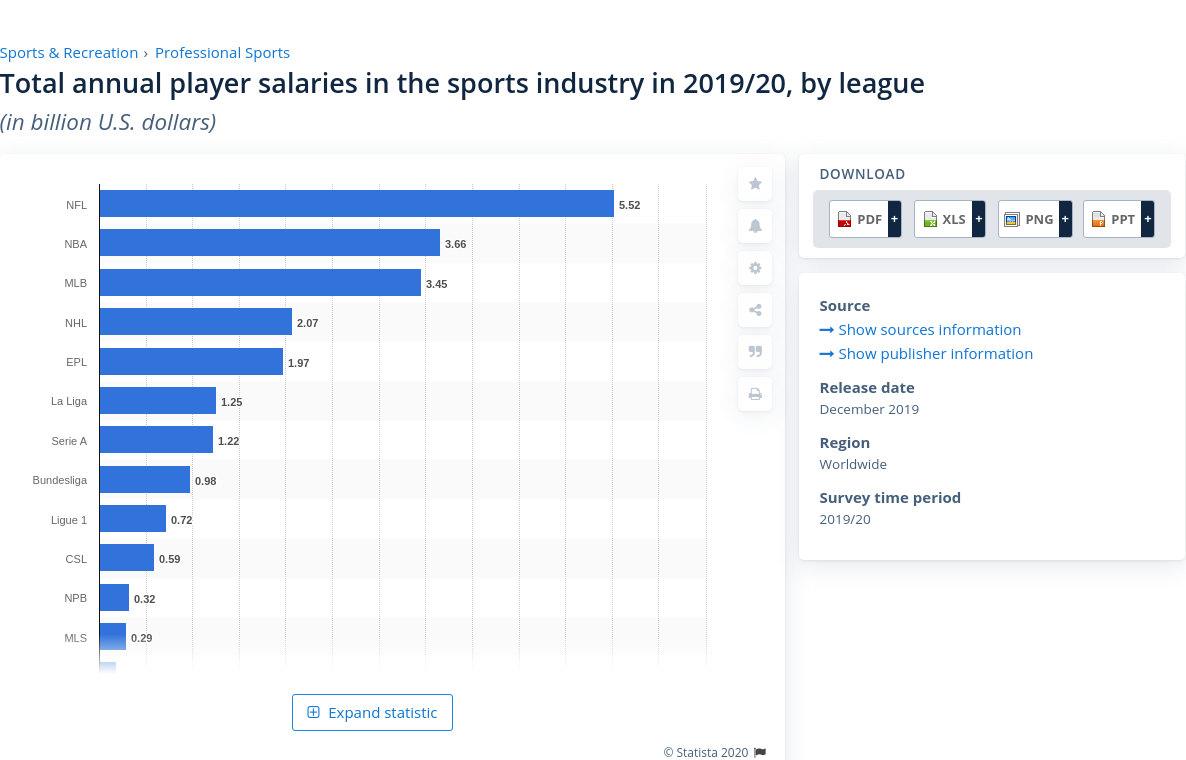 Sports & Recreation › Professional Sports
Total annual player salaries in the sports industry in 2019/20, by league
(in billion U.S. dollars)
NFL 5.52
NBA 3.66
MLB 3.45
NHL 2.07
EPL 1.97
La Liga 1.25
Serie A 1.22
Bundesliga 0.98
Ligue 1 0.72
CSL 0.59
NPB 0.32
MLS 0.29
Expand statistic
© Statista 2020
DOWNLOAD
PDF + XLS + PNG + PPT +
Source
Show sources information
Show publisher information
Release date
December 2019
Region
Worldwide
Survey time period
2019/20